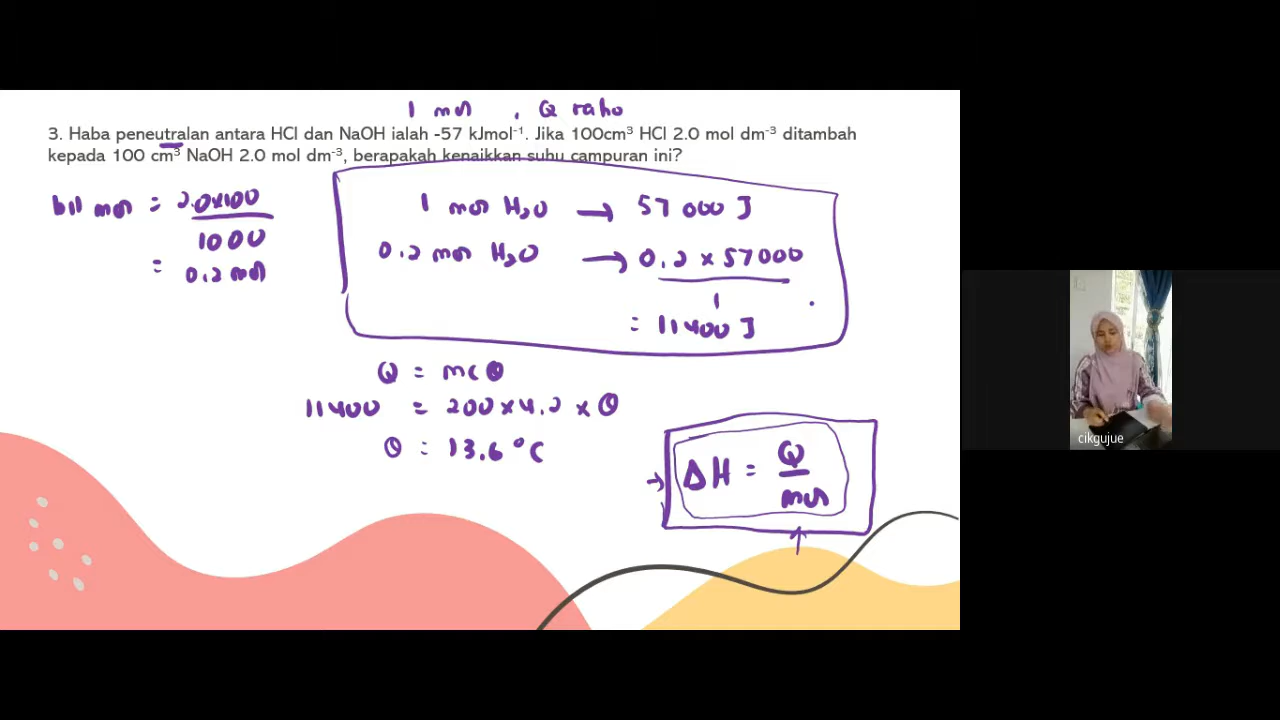 1 mol , Q
3. Haba peneutralan antara HCl dan NaOH ialah -57 kJmol⁻¹. Jika 100cm³ HCl 2.0 mol dm⁻³ ditambah
kepada 100 cm³ NaOH 2.0 mol dm⁻³, berapakah kenaikkan suhu campuran ini?
bil mol = 2.0x100
1000
= 0.2 mol
1 mol H₂O → 57 000 J
0.2 mol H₂O → 0.2 x 57000
1
= 11400 J
Q = mcθ
11400 = 200 x 4.2 x θ
θ = 13.6°C
→ ΔH = Q
mol
cikgujue